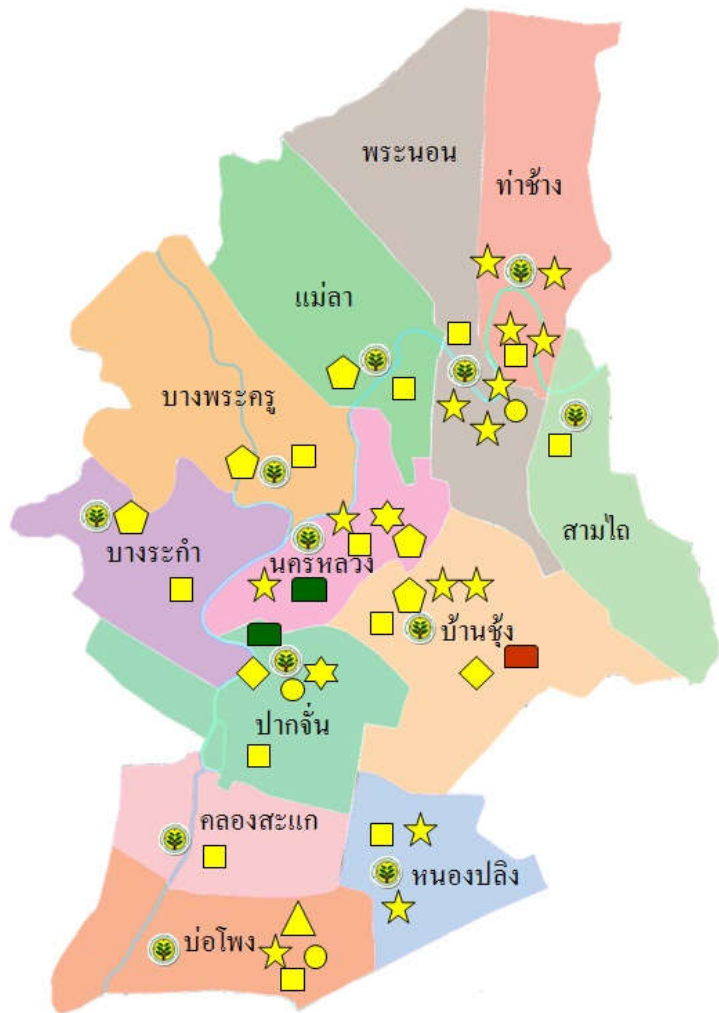 พระนอน
ท่าช้าง
แม่ลา
บางพระครู
สามไถ
บางระกำ
นครหลวง
บ้านชุ้ง
ปากจั่น
คลองสะแก
หนองปลิง
บ่อโพง